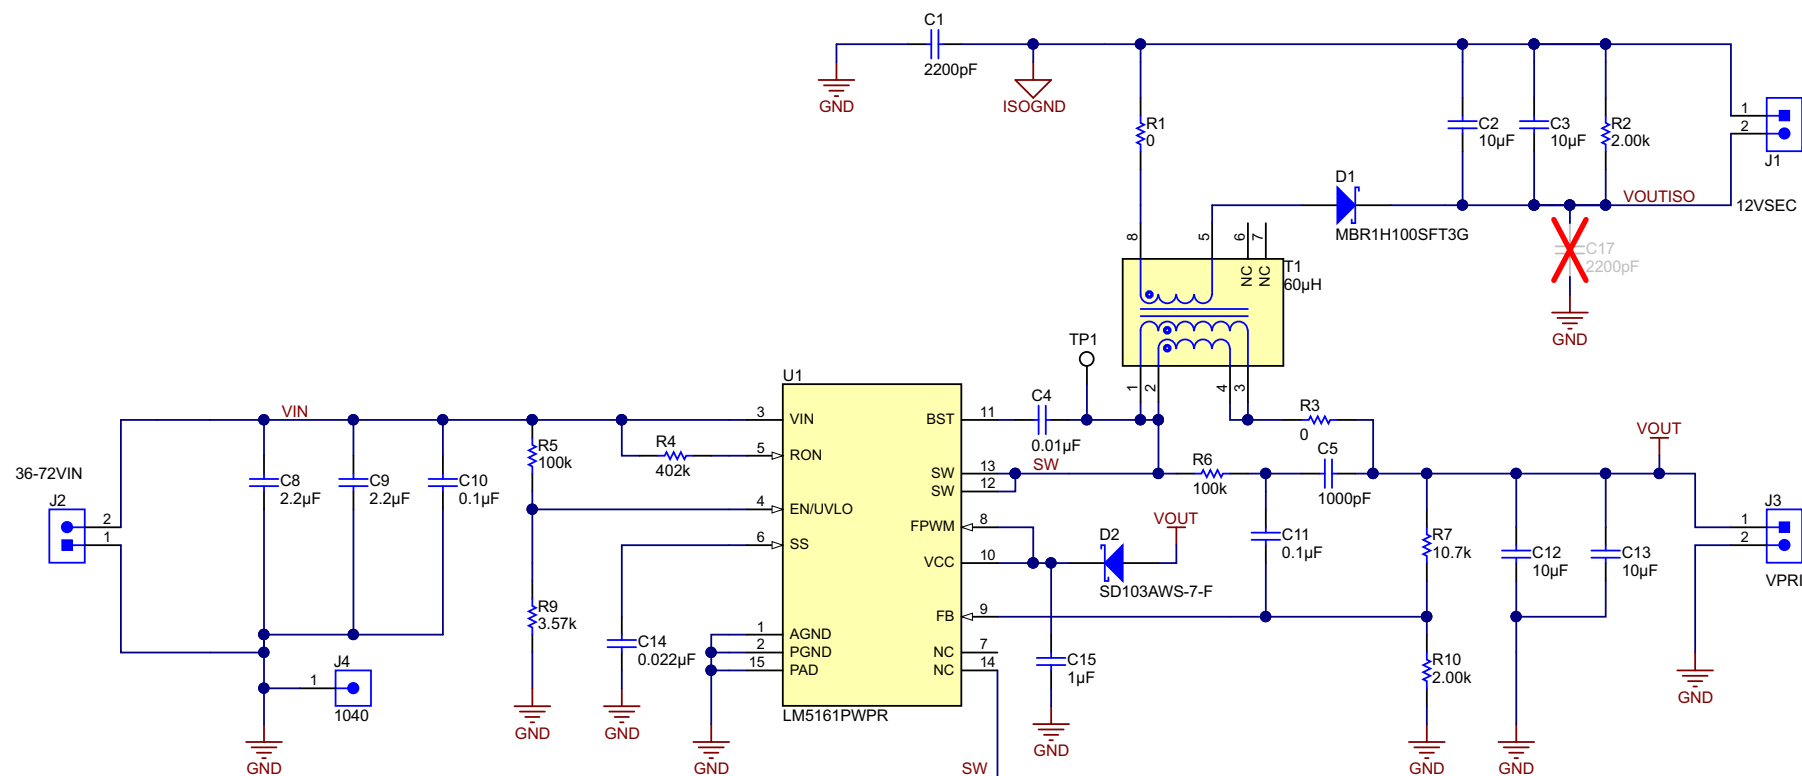 C1
2200pF
GND
ISOGND
R1
0
C2
10µF
C3
10µF
R2
2.00k
1
2
J1
D1
MBR1H100SFT3G
VOUTISO
12VSEC
C17
2200pF
GND
8
5
6
7
NC
NC
T1
60µH
1
2
4
3
TP1
U1
36-72VIN
J2
2
1
VIN
C8
2.2µF
C9
2.2µF
C10
0.1µF
R5
100k
R4
402k
R9
3.57k
J4
1
1040
GND
GND
C14
0.022µF
GND
GND
3
5
4
6
1
2
15
VIN
RON
EN/UVLO
SS
AGND
PGND
PAD
BST
SW
SW
FPWM
VCC
FB
NC
NC
11
13
12
8
10
9
7
14
LM5161PWPR
SW
C4
0.01µF
SW
R3
0
R6
100k
C5
1000pF
VOUT
D2
SD103AWS-7-F
VOUT
C11
0.1µF
R7
10.7k
C12
10µF
C13
10µF
J3
1
2
VPRI
GND
C15
1µF
GND
R10
2.00k
GND
GND